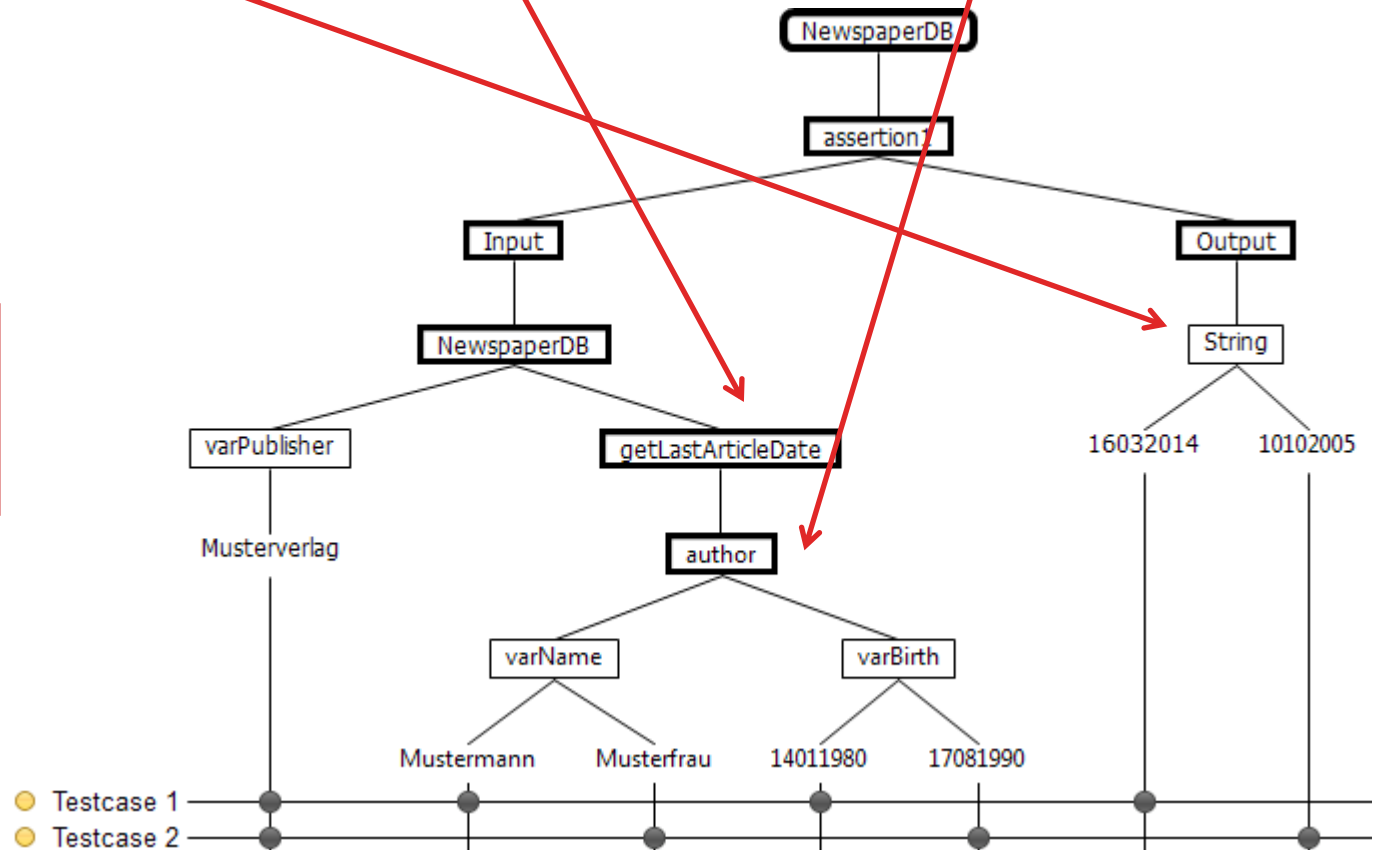 NewspaperDB
assertion1
Input
Output
NewspaperDB
String
varPublisher
getLastArticleDate
16032014
10102005
Musterverlag
author
varName
varBirth
Mustermann
Musterfrau
14011980
17081990
Testcase 1
Testcase 2